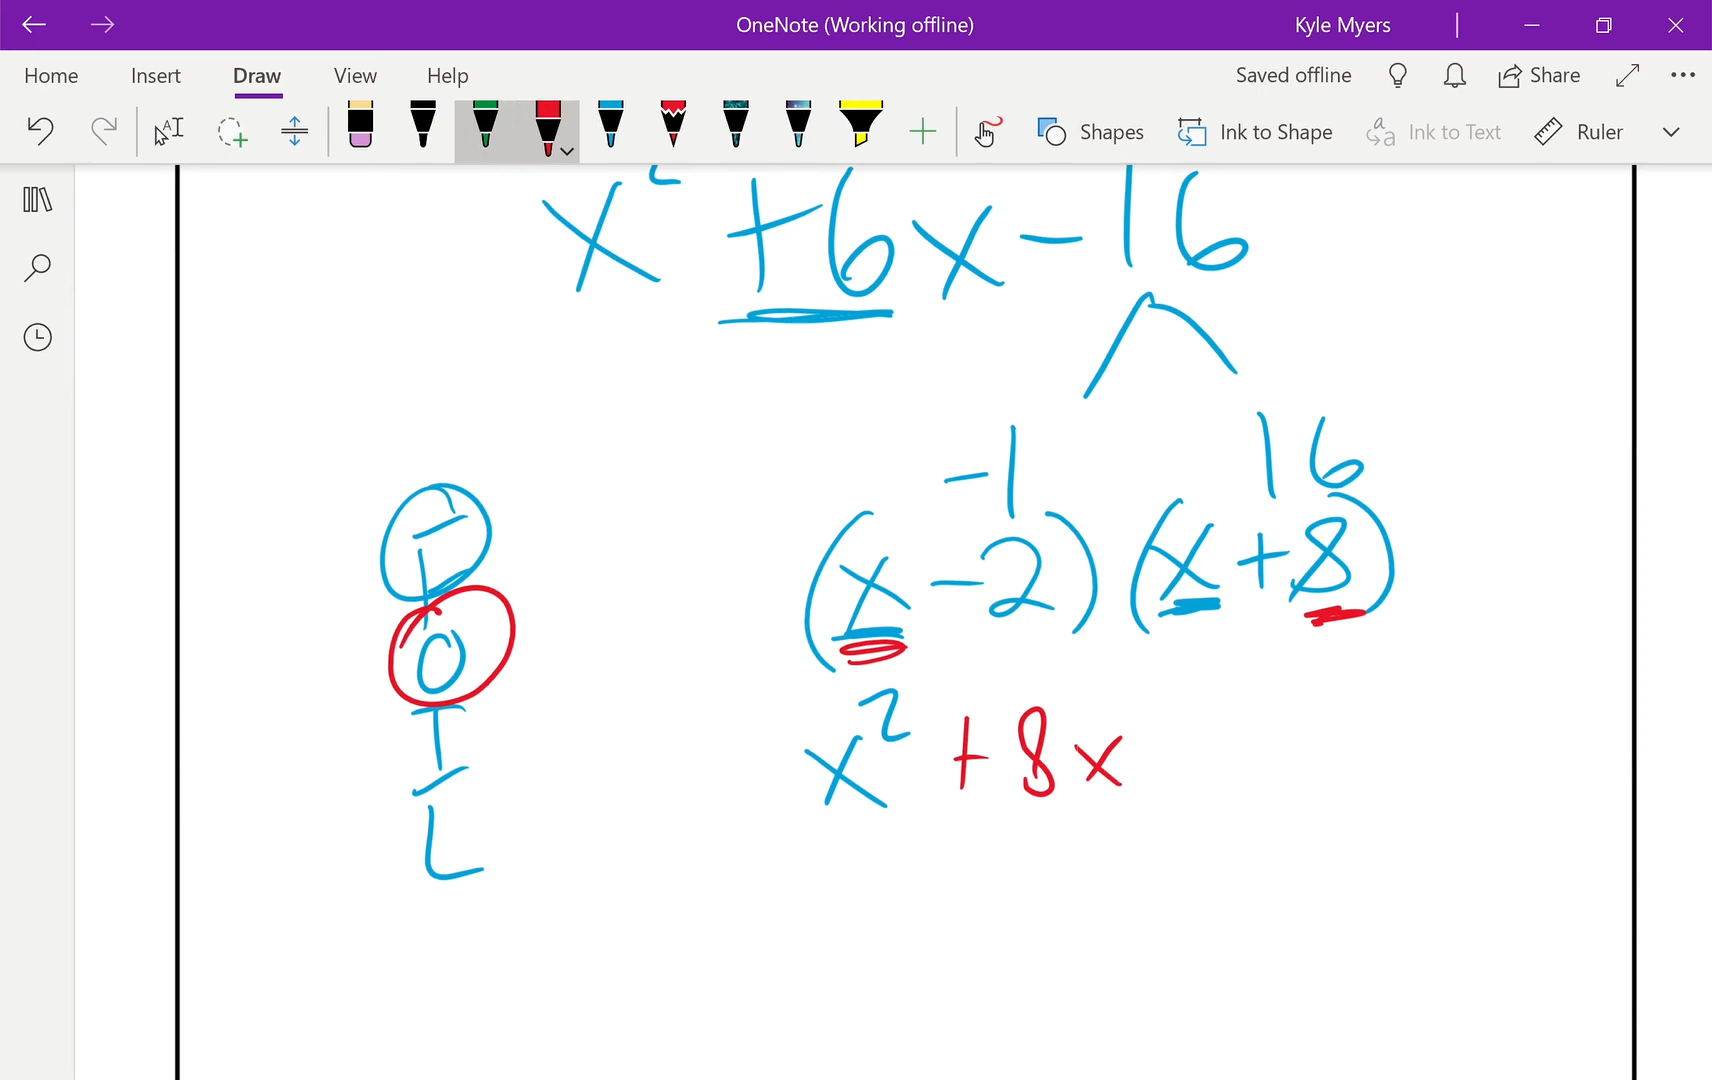 OneNote (Working offline) Kyle Myers
Home Insert Draw View Help Saved offline Share
Shapes Ink to Shape Ink to Text Ruler
x² +6x-16
-1 16
(x-2)(x+8)
x² +8x
F
O
I
L